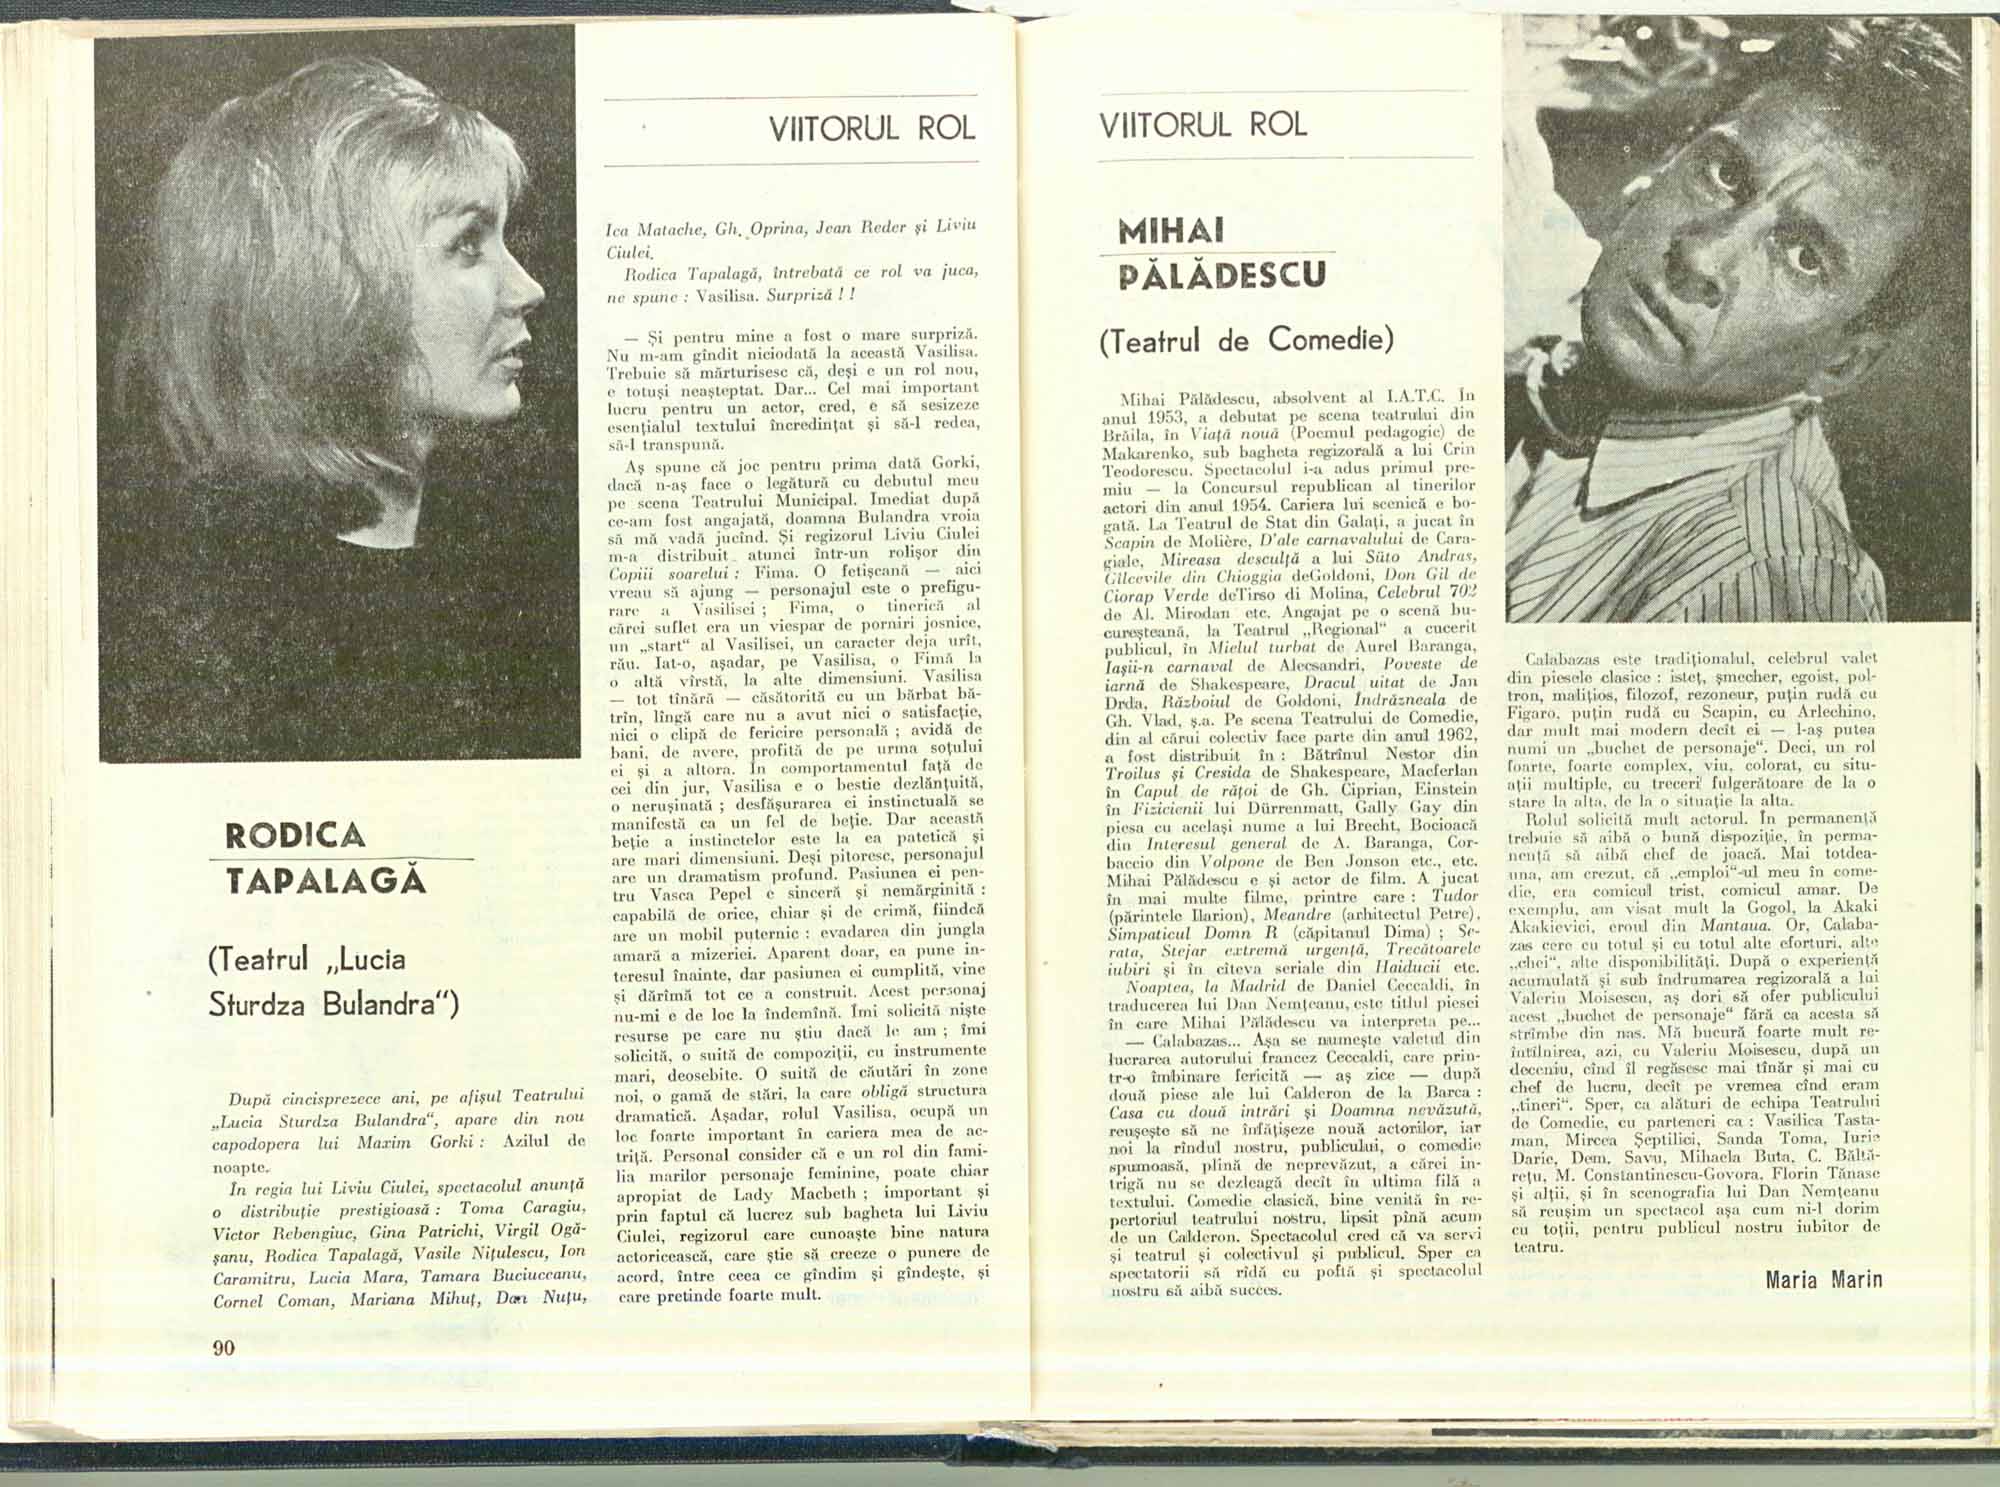 RODICA
TAPALAGĂ
(Teatrul „Lucia
Sturdza Bulandra“)
După cincisprezece ani, pe afișul Teatrului
„Lucia Sturdza Bulandra“, apare din nou
capodopera lui Maxim Gorki : Azilul de
noapte.
In regia lui Liviu Ciulei, spectacolul anunță
o distribuție prestigioasă : Toma Caragiu,
Victor Rebengiuc, Gina Patrichi, Virgil Ogă-
șanu, Rodica Tapalagă, Vasile Nițulescu, Ion
Caramitru, Lucia Mara, Tamara Buciuceanu,
Cornel Coman, Mariana Mihuț, Dan Nuțu,
90
VIITORUL ROL
Ica Matache, Gh. Oprina, Jean Reder și Liviu
Ciulei.
Rodica Tapalagă, întrebată ce rol va juca,
ne spune : Vasilisa. Surpriză ! !
— Și pentru mine a fost o mare surpriză.
Nu m-am gîndit niciodată la această Vasilisa.
Trebuie să mărturisesc că, deși e un rol nou,
e totuși neașteptat. Dar... Cel mai important
lucru pentru un actor, cred, e să sesizeze
esențialul textului încredințat și să-l redea,
să-l transpună.
Aș spune că joc pentru prima dată Gorki,
dacă n-aș face o legătură cu debutul meu
pe scena Teatrului Municipal. Imediat după
ce-am fost angajată, doamna Bulandra vroia
să mă vadă jucînd. Și regizorul Liviu Ciulei
m-a distribuit atunci într-un rolișor din
Copiii soarelui : Fima. O fetișcană — aici
vreau să ajung — personajul este o prefigu-
rare a Vasilisei ; Fima, o tinerică al
cărei suflet era un viespar de porniri josnice,
un „start“ al Vasilisei, un caracter deja urît,
rău. Iat-o, așadar, pe Vasilisa, o Fimă la
o altă vîrstă, la alte dimensiuni. Vasilisa
— tot tînără — căsătorită cu un bărbat bă-
trîn, lîngă care nu a avut nici o satisfacție,
nici o clipă de fericire personală ; avidă de
bani, de avere, profită de pe urma soțului
ei și a altora. In comportamentul față de
cei din jur, Vasilisa e o bestie dezlănțuită,
o nerușinată ; desfășurarea ei instinctuală se
manifestă ca un fel de beție. Dar această
beție a instinctelor este la ea patetică și
are mari dimensiuni. Deși pitoresc, personajul
are un dramatism profund. Pasiunea ei pen-
tru Vasca Pepel e sinceră și nemărginită :
capabilă de orice, chiar și de crimă, fiindcă
are un mobil puternic : evadarea din jungla
amară a mizeriei. Aparent doar, ea pune in-
teresul înainte, dar pasiunea ei cumplită, vine
și dărîmă tot ce a construit. Acest personaj
nu-mi e de loc la îndemînă. Imi solicită niște
resurse pe care nu știu dacă le am ; îmi
solicită, o suită de compoziții, cu instrumente
mari, deosebite. O suită de căutări în zone
noi, o gamă de stări, la care obligă structura
dramatică. Așadar, rolul Vasilisa, ocupă un
loc foarte important în cariera mea de ac-
triță. Personal consider că e un rol din fami-
lia marilor personaje feminine, poate chiar
apropiat de Lady Macbeth ; important și
prin faptul că lucrez sub bagheta lui Liviu
Ciulei, regizorul care cunoaște bine natura
actoricească, care știe să creeze o punere de
acord, între ceea ce gîndim și gîndește, și
care pretinde foarte mult.
VIITORUL ROL
MIHAI
PĂLĂDESCU
(Teatrul de Comedie)
Mihai Pălădescu, absolvent al I.A.T.C. In
anul 1953, a debutat pe scena teatrului din
Brăila, în Viață nouă (Poemul pedagogic) de
Makarenko, sub bagheta regizorală a lui Crin
Teodorescu. Spectacolul i-a adus primul pre-
miu — la Concursul republican al tinerilor
actori din anul 1954. Cariera lui scenică e bo-
gată. La Teatrul de Stat din Galați, a jucat în
Scapin de Molière, D'ale carnavalului de Cara-
giale, Mireasa desculță a lui Süto Andras,
Gîlcevile din Chioggia deGoldoni, Don Gil de
Ciorap Verde deTirso di Molina, Celebrul 702
de Al. Mirodan etc. Angajat pe o scenă bu-
cureșteană, la Teatrul „Regional“ a cucerit
publicul, în Mielul turbat de Aurel Baranga,
Iașii-n carnaval de Alecsandri, Poveste de
iarnă de Shakespeare, Dracul uitat de Jan
Drda, Războiul de Goldoni, Indrăzneala de
Gh. Vlad, ș.a. Pe scena Teatrului de Comedie,
din al cărui colectiv face parte din anul 1962,
a fost distribuit în : Bătrînul Nestor din
Troilus și Cresida de Shakespeare, Macferlan
în Capul de rățoi de Gh. Ciprian, Einstein
în Fizicienii lui Dürrenmatt, Gally Gay din
piesa cu același nume a lui Brecht, Bocioacă
din Interesul general de A. Baranga, Cor-
baccio din Volpone de Ben Jonson etc., etc.
Mihai Pălădescu e și actor de film. A jucat
în mai multe filme, printre care : Tudor
(părintele Ilarion), Meandre (arhitectul Petre),
Simpaticul Domn R (căpitanul Dima) ; Se-
rata, Stejar extremă urgență, Trecătoarele
iubiri și în cîteva seriale din Haiducii etc.
Noaptea, la Madrid de Daniel Ceccaldi, în
traducerea lui Dan Nemțeanu, este titlul piesei
în care Mihai Pălădescu va interpreta pe...
— Calabazas... Așa se numește valetul din
lucrarea autorului francez Ceccaldi, care prin-
tr-o îmbinare fericită — aș zice — după
două piese ale lui Calderon de la Barca :
Casa cu două intrări și Doamna nevăzută,
reușește să ne înfățișeze nouă actorilor, iar
noi la rîndul nostru, publicului, o comedie
spumoasă, plină de neprevăzut, a cărei in-
trigă nu se dezleagă decît în ultima filă a
textului. Comedie clasică, bine venită în re-
pertoriul teatrului nostru, lipsit pînă acum
de un Calderon. Spectacolul cred că va servi
și teatrul și colectivul și publicul. Sper ca
spectatorii să rîdă cu poftă și spectacolul
nostru să aibă succes.
Calabazas este tradiționalul, celebrul valet
din piesele clasice : isteț, șmecher, egoist, pol-
tron, malițios, filozof, rezoneur, puțin rudă cu
Figaro, puțin rudă cu Scapin, cu Arlechino,
dar mult mai modern decît ei — l-aș putea
numi un „buchet de personaje“. Deci, un rol
foarte, foarte complex, viu, colorat, cu situ-
ații multiple, cu treceri fulgerătoare de la o
stare la alta, de la o situație la alta.
Rolul solicită mult actorul. In permanență
trebuie să aibă o bună dispoziție, în perma-
nență să aibă chef de joacă. Mai totdea-
una, am crezut, că „emploi“-ul meu în come-
die, era comicul trist, comicul amar. De
exemplu, am visat mult la Gogol, la Akaki
Akakievici, eroul din Mantaua. Or, Calaba-
zas cere cu totul și cu totul alte eforturi, alte
„chei“, alte disponibilități. După o experiență
acumulată și sub îndrumarea regizorală a lui
Valeriu Moisescu, aș dori să ofer publicului
acest „buchet de personaje“ fără ca acesta să
strîmbe din nas. Mă bucură foarte mult re-
întîlnirea, azi, cu Valeriu Moisescu, după un
deceniu, cînd îl regăsesc mai tînăr și mai cu
chef de lucru, decît pe vremea cînd eram
„tineri“. Sper, ca alături de echipa Teatrului
de Comedie, cu parteneri ca : Vasilica Tasta-
man, Mircea Șeptilici, Sanda Toma, Iurie
Darie, Dem. Savu, Mihaela Buta, C. Băltă-
rețu, M. Constantinescu-Govora, Florin Tănase
și alții, și în scenografia lui Dan Nemțeanu
să reușim un spectacol așa cum ni-l dorim
cu toții, pentru publicul nostru iubitor de
teatru.
Maria Marin